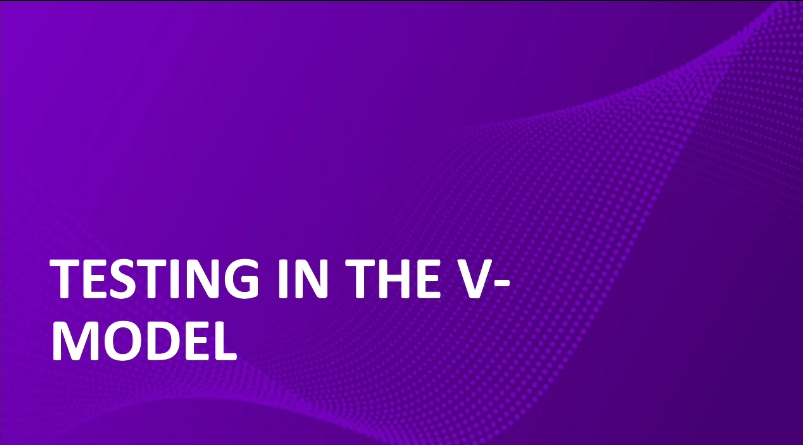 TESTING IN THE V-
MODEL